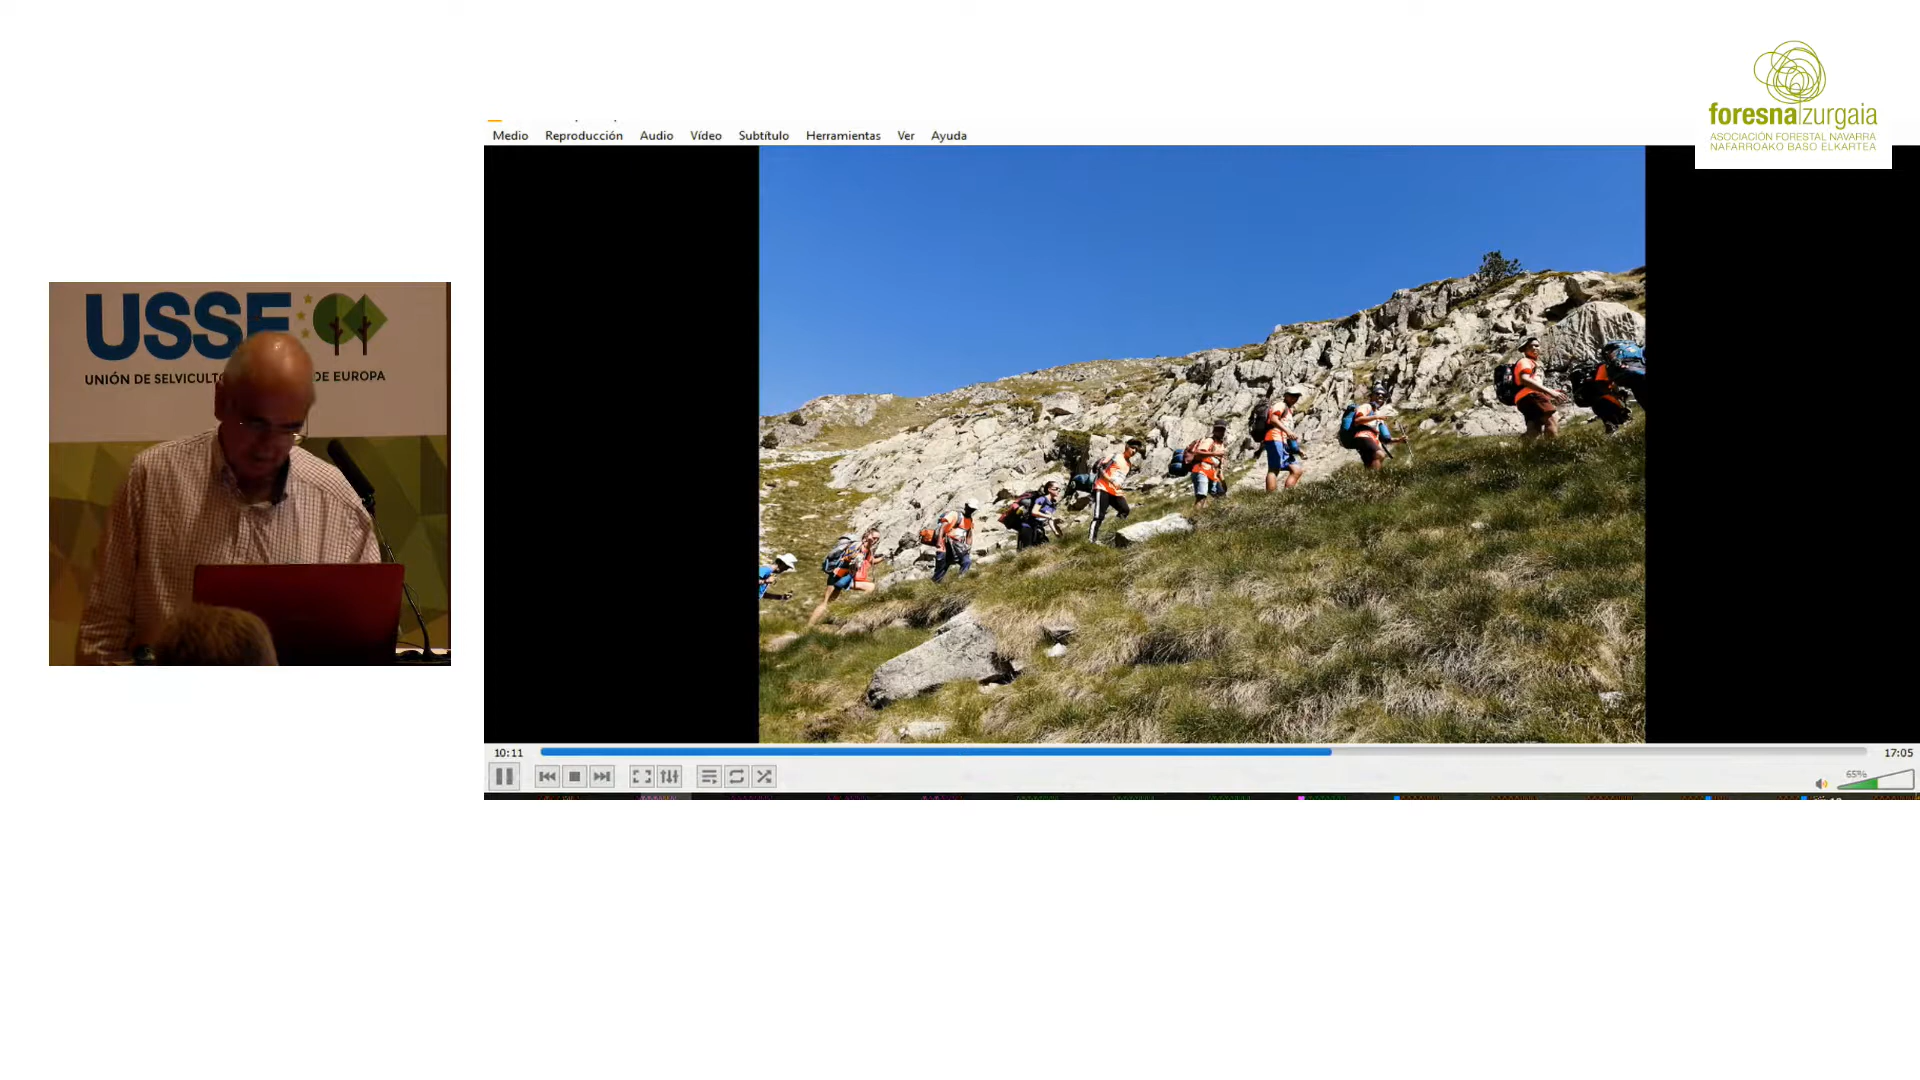 foresna zurgaia
ASOCIACIÓN FORESTAL NAVARRA
NAFARROAKO BASO ELKARTEA
Medio Reproducción Audio Vídeo Subtítulo Herramientas Ver Ayuda
USSE
UNIÓN DE DE EUROPA
10:11
17:05
65%